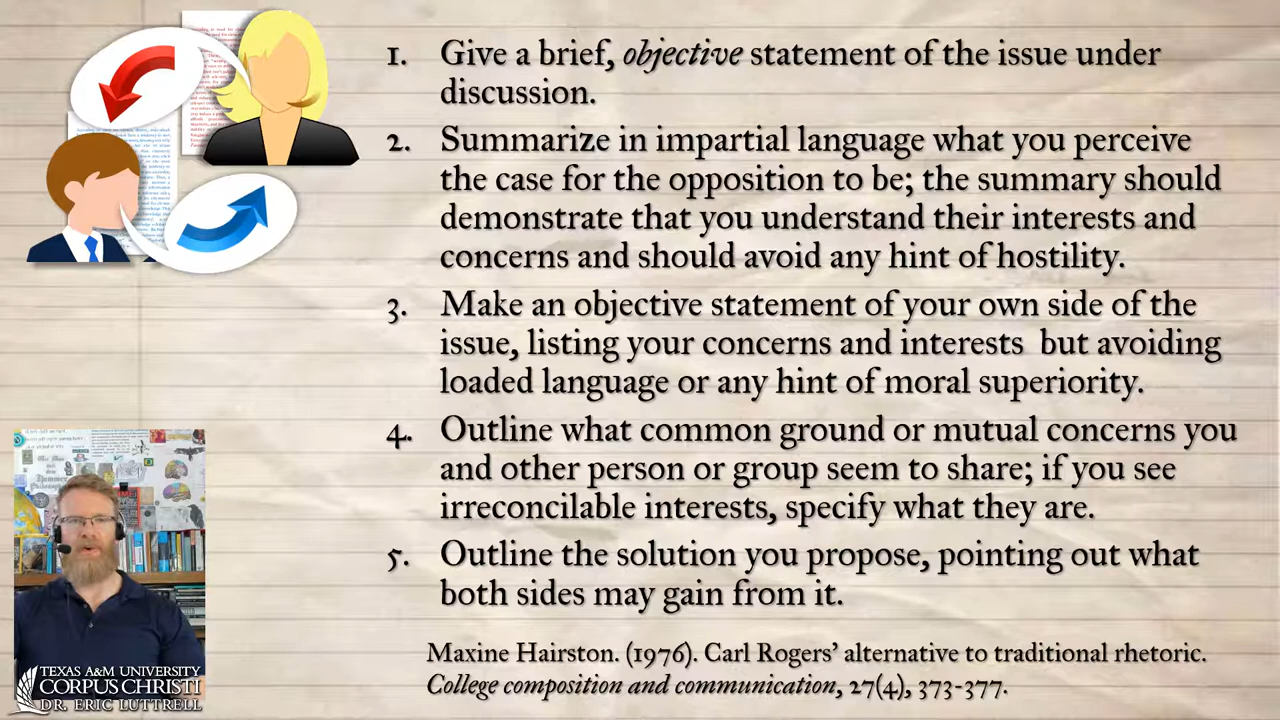 1. Give a brief, objective statement of the issue under
discussion.
2. Summarize in impartial language what you perceive
the case for the opposition to be; the summary should
demonstrate that you understand their interests and
concerns and should avoid any hint of hostility.
3. Make an objective statement of your own side of the
issue, listing your concerns and interests but avoiding
loaded language or any hint of moral superiority.
4. Outline what common ground or mutual concerns you
and other person or group seem to share; if you see
irreconcilable interests, specify what they are.
5. Outline the solution you propose, pointing out what
both sides may gain from it.
Maxine Hairston. (1976). Carl Rogers’ alternative to traditional rhetoric.
College composition and communication, 27(4), 373-377.
TEXAS A&M UNIVERSITY
CORPUS CHRISTI
DR. ERIC LUTTRELL